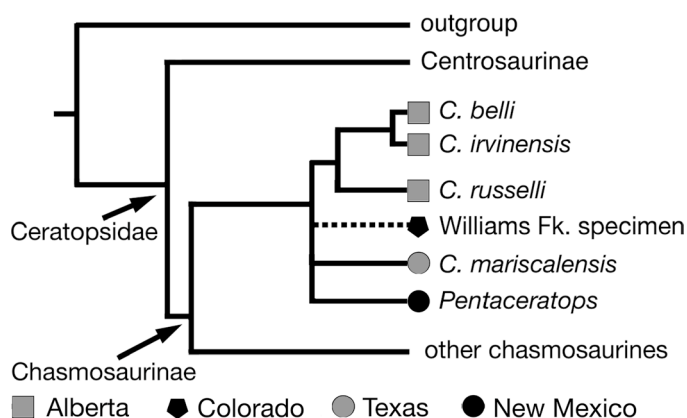 outgroup
Centrosaurinae
C. belli
C. irvinensis
C. russelli
Williams Fk. specimen
Ceratopsidae
C. mariscalensis
Pentaceratops
other chasmosaurines
Chasmosaurinae
Alberta Colorado Texas New Mexico